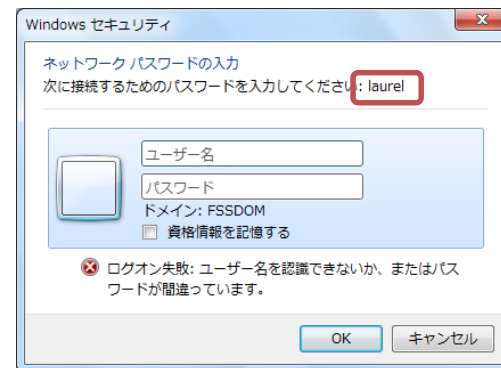 Windows セキュリティ
ネットワーク パスワードの入力
次に接続するためのパスワードを入力してください: laurel
ユーザー名
パスワード
ドメイン: FSSDOM
資格情報を記憶する
ログオン失敗: ユーザー名を認識できないか、またはパス
ワードが間違っています。
OK
キャンセル